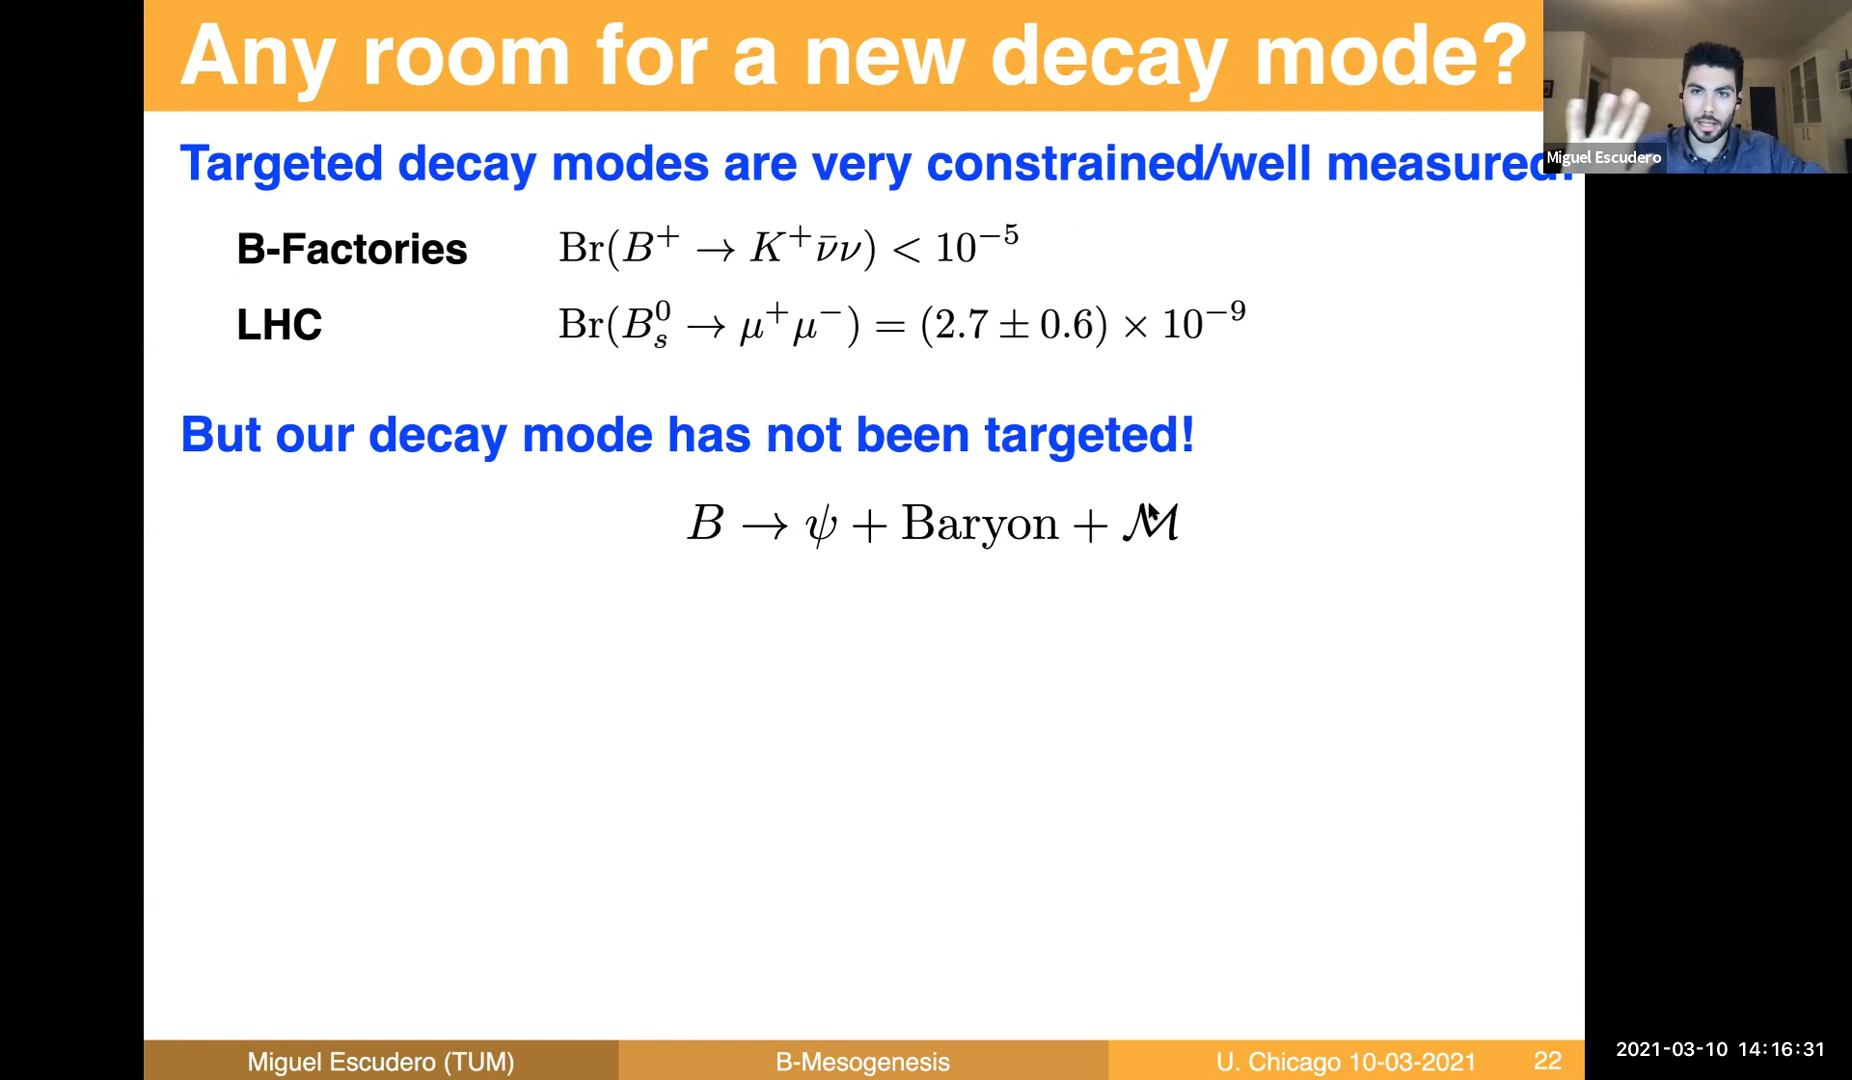 Any room for a new decay mode?
Targeted decay modes are very constrained/well measured!
Miguel Escudero
B-Factories Br(B⁺ → K⁺ν̄ν) < 10⁻⁵
LHC Br(B⁰ₛ → μ⁺μ⁻) = (2.7 ± 0.6) × 10⁻⁹
But our decay mode has not been targeted!
B → ψ + Baryon + ℳ
Miguel Escudero (TUM) B-Mesogenesis U. Chicago 10-03-2021 22
2021-03-10 14:16:31